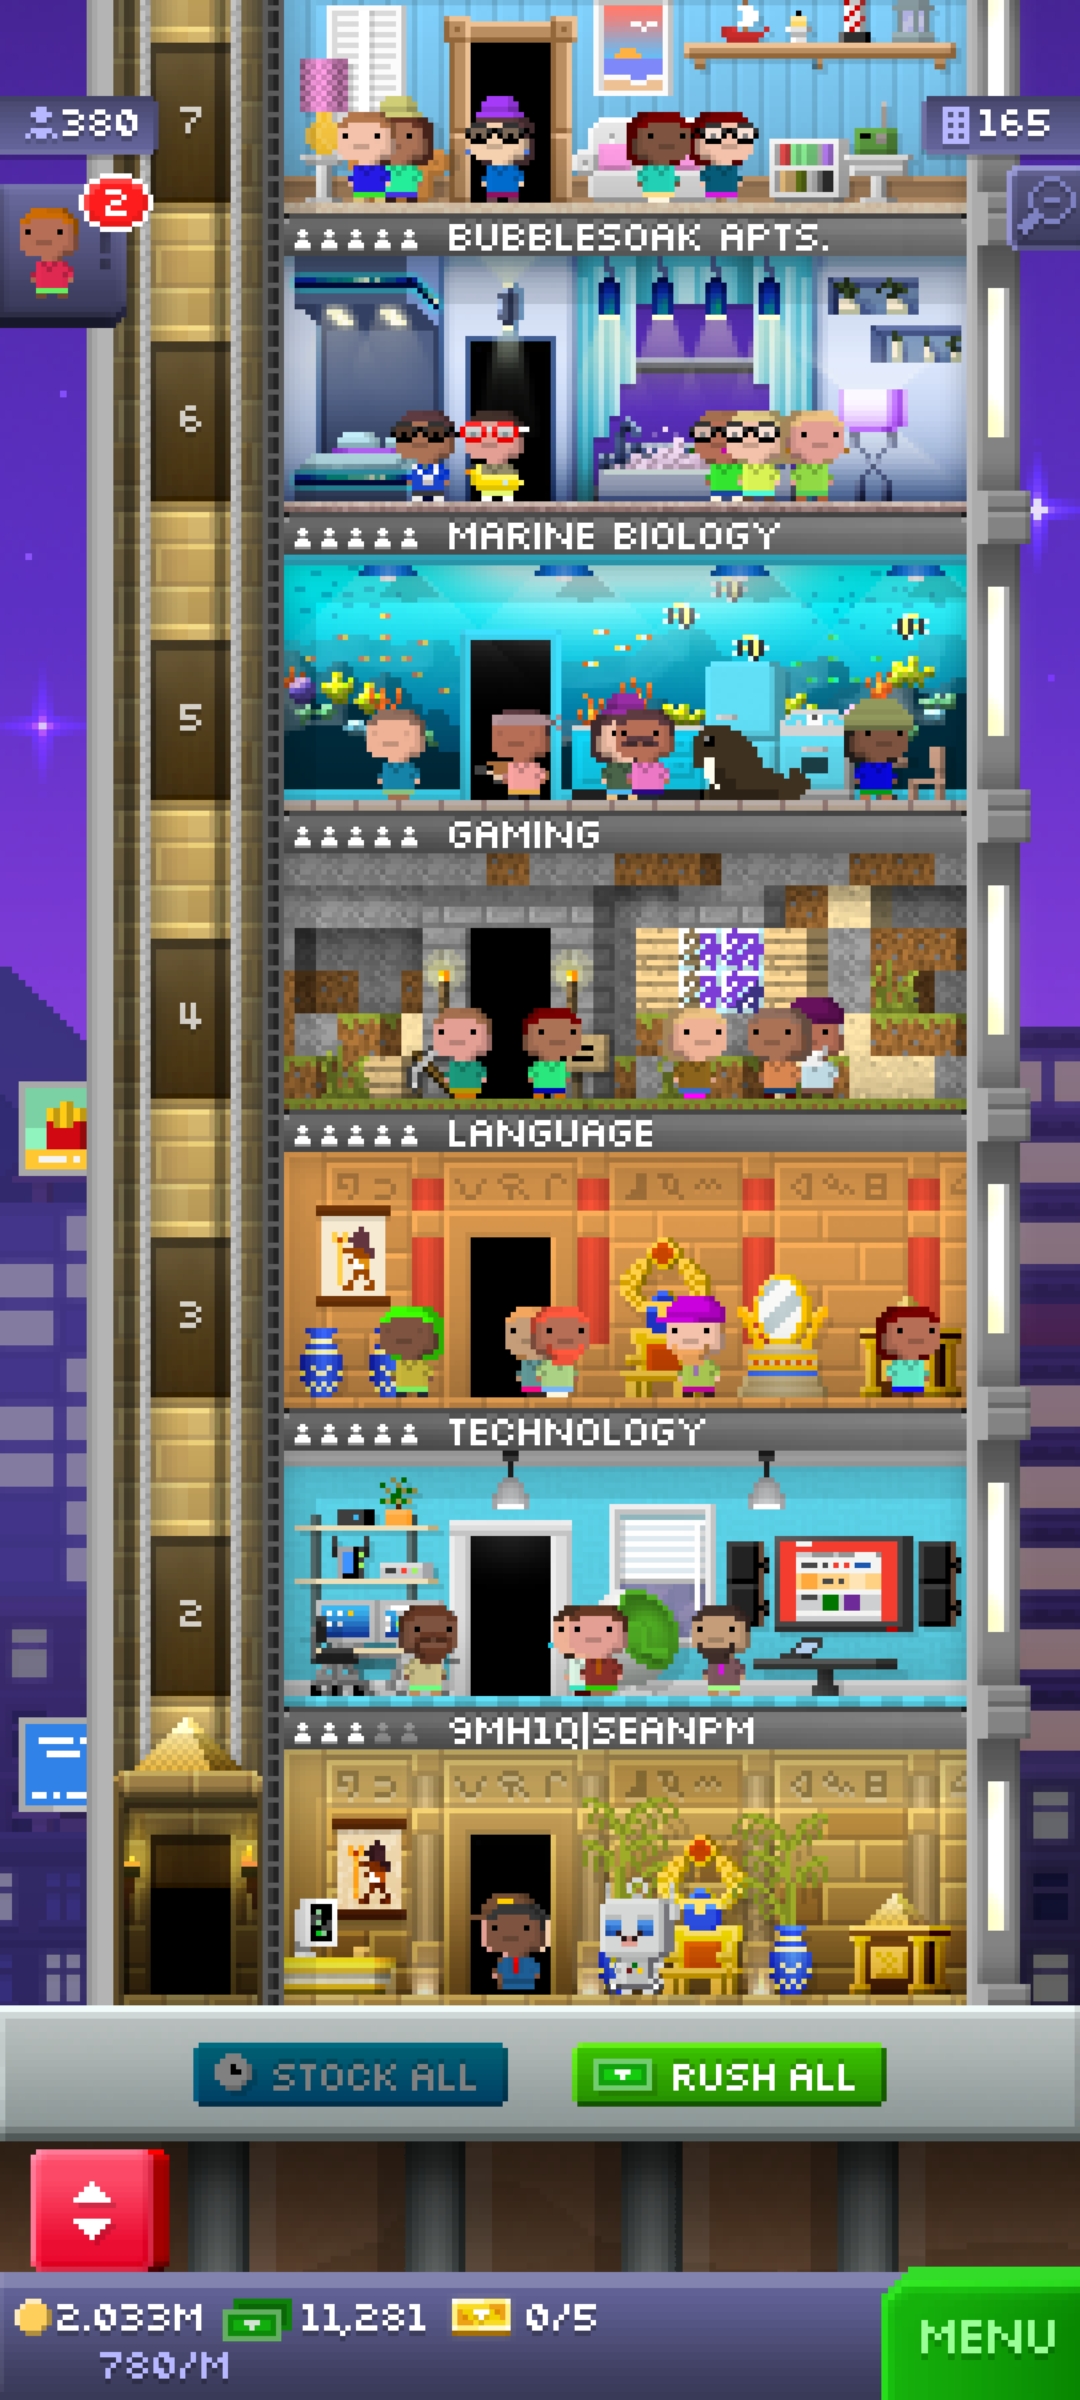 380
7
165
2
BUBBLESOAK APTS.
6
MARINE BIOLOGY
5
GAMING
4
LANGUAGE
3
TECHNOLOGY
2
9MH1Q|SEANPM
STOCK ALL
RUSH ALL
2.033M
11,281
0/5
780/M
MENU